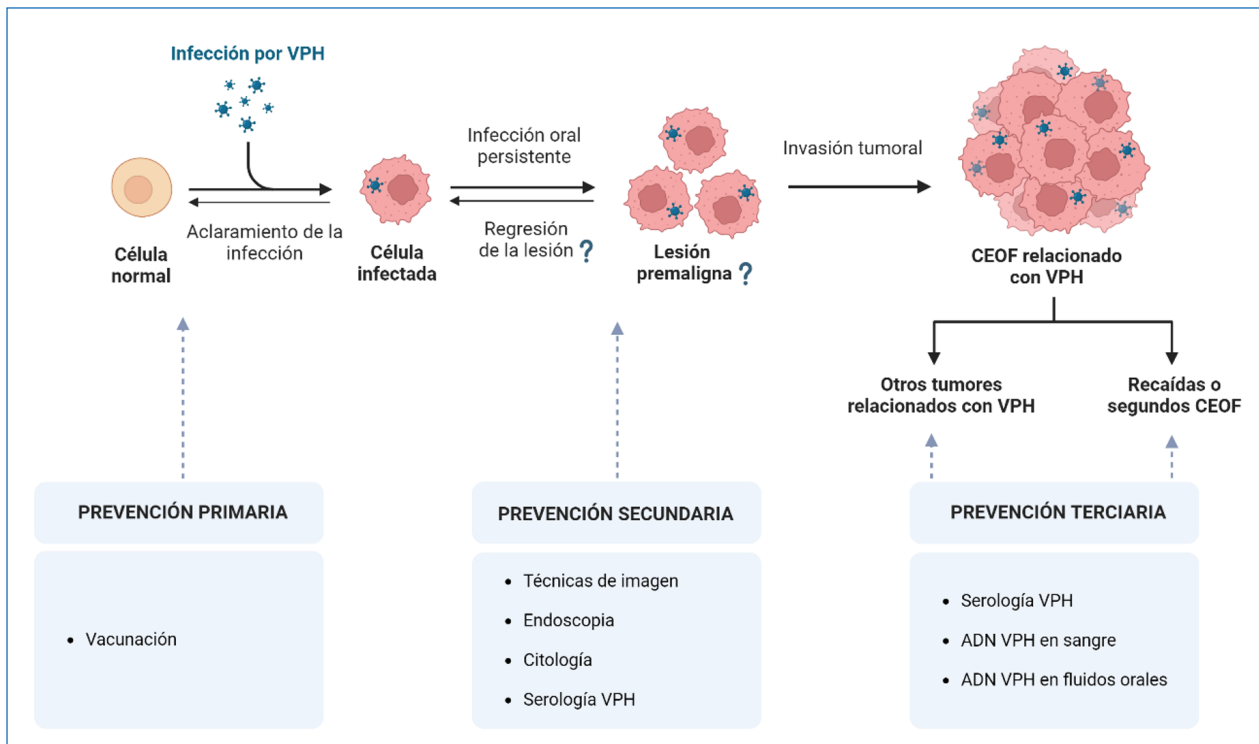 Infección por VPH
Infección oral
persistente
Invasión tumoral
Aclaramiento de la
infección
Regresión
de la lesión ?
Célula
normal
Célula
infectada
Lesión
premaligna ?
CEOF relacionado
con VPH
Otros tumores
relacionados con VPH
Recaídas o
segundos CEOF
PREVENCIÓN PRIMARIA
• Vacunación
PREVENCIÓN SECUNDARIA
• Técnicas de imagen
• Endoscopia
• Citología
• Serología VPH
PREVENCIÓN TERCIARIA
• Serología VPH
• ADN VPH en sangre
• ADN VPH en fluidos orales